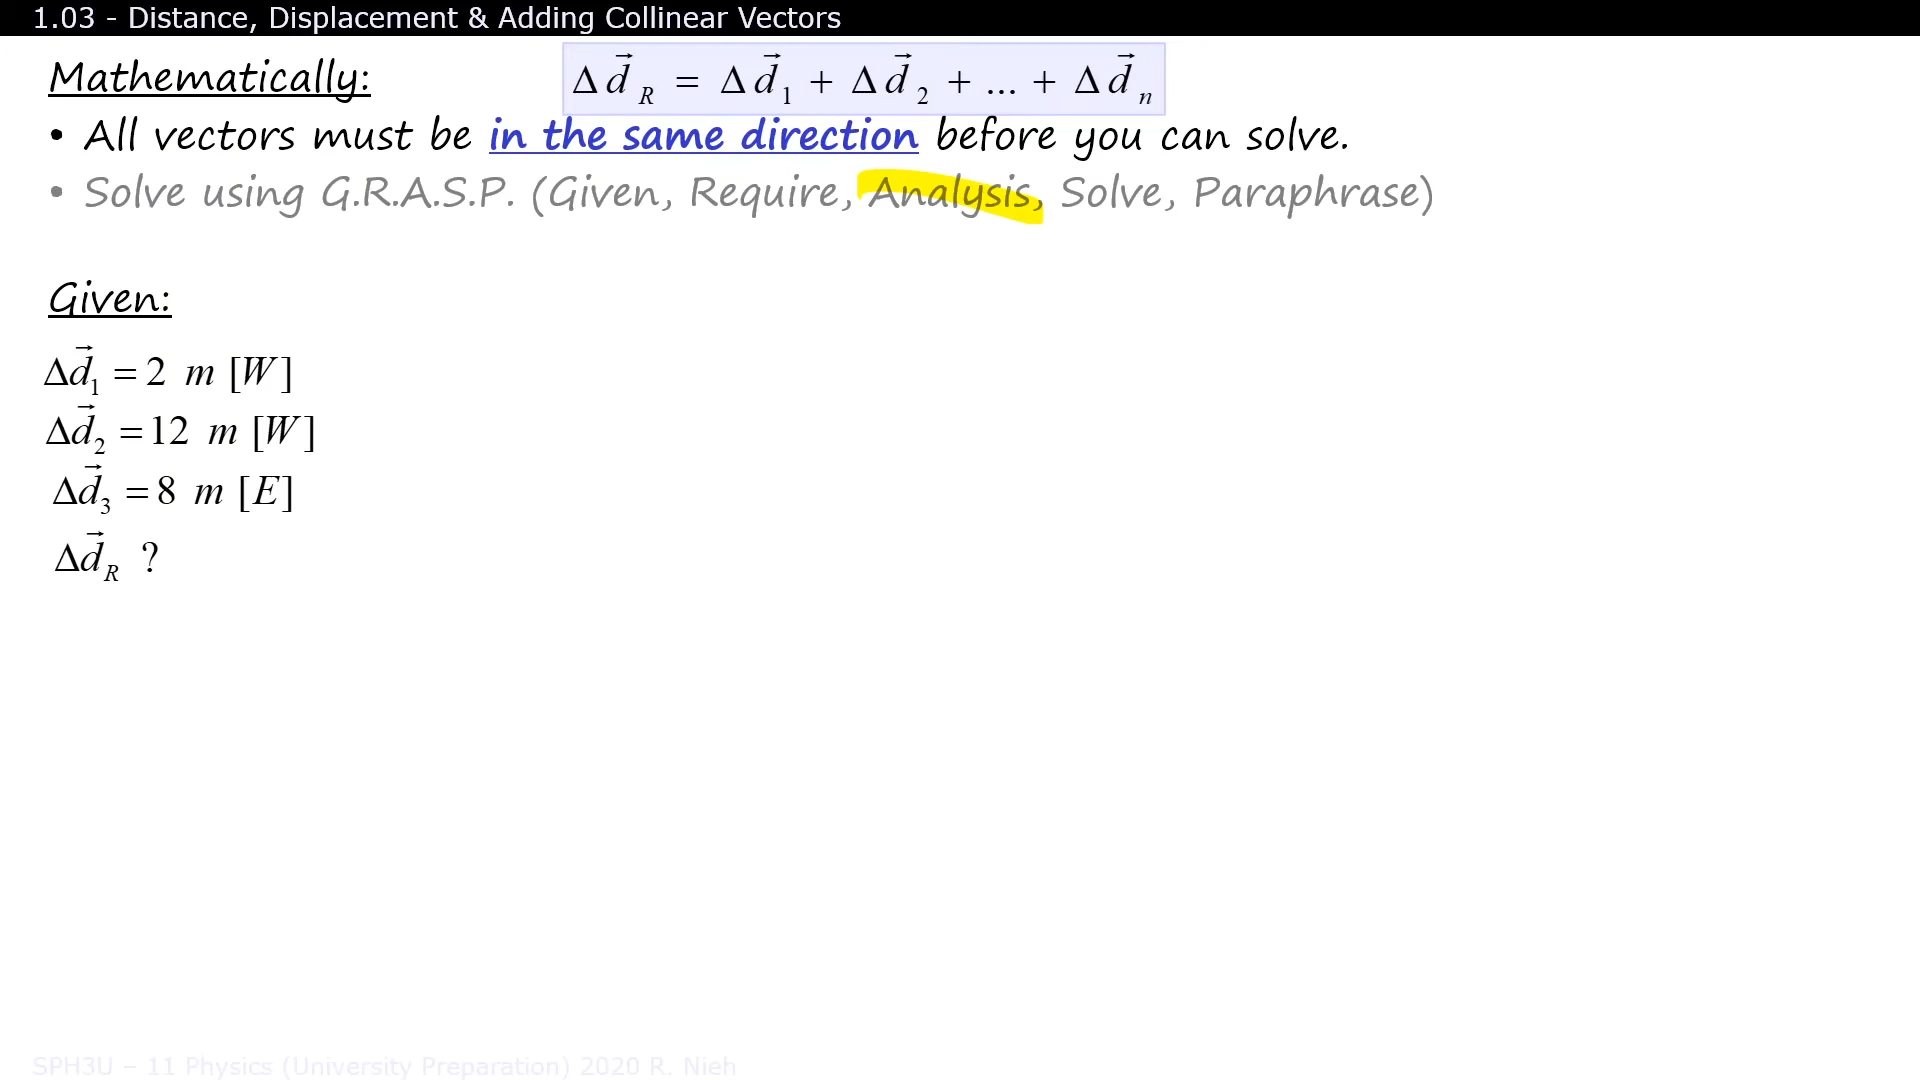 1.03 - Distance, Displacement & Adding Collinear Vectors
Mathematically: Δd⃗_R = Δd⃗_1 + Δd⃗_2 + ... + Δd⃗_n
• All vectors must be in the same direction before you can solve.
• Solve using G.R.A.S.P. (Given, Require, Analysis, Solve, Paraphrase)
Given:
Δd⃗_1 = 2 m [W]
Δd⃗_2 = 12 m [W]
Δd⃗_3 = 8 m [E]
Δd⃗_R ?
SPH3U – 11 Physics (University Preparation) 2020 R. Nieh